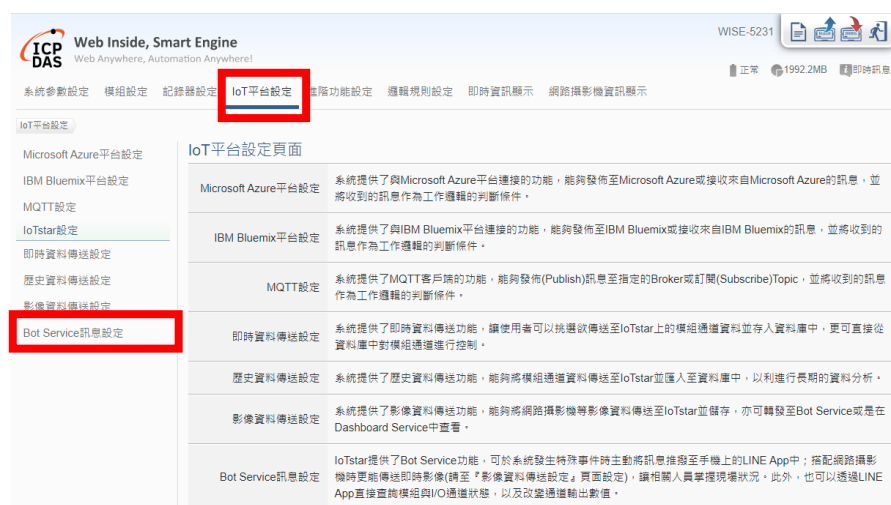 ICP
DAS
Web Inside, Smart Engine
Web Anywhere, Automation Anywhere!
WISE-5231
正常 1992.2MB 即時訊息
系統參數設定 模組設定 記錄器設定 IoT平台設定 進階功能設定 邏輯規則設定 即時資訊顯示 網路攝影機資訊顯示
IoT平台設定
Microsoft Azure平台設定
IBM Bluemix平台設定
MQTT設定
IoTstar設定
即時資料傳送設定
歷史資料傳送設定
影像資料傳送設定
Bot Service訊息設定
IoT平台設定頁面
Microsoft Azure平台設定
系統提供了與Microsoft Azure平台連接的功能，能夠發佈至Microsoft Azure或接收來自Microsoft Azure的訊息，並
將收到的訊息作為工作邏輯的判斷條件。
IBM Bluemix平台設定
系統提供了與IBM Bluemix平台連接的功能，能夠發佈至IBM Bluemix或接收來自IBM Bluemix的訊息，並將收到的
訊息作為工作邏輯的判斷條件。
MQTT設定
系統提供了MQTT客戶端的功能，能夠發佈(Publish)訊息至指定的Broker或訂閱(Subscribe)Topic，並將收到的訊息
作為工作邏輯的判斷條件。
即時資料傳送設定
系統提供了即時資料傳送功能，讓使用者可以挑選欲傳送至IoTstar上的模組通道資料並存入資料庫中，更可直接從
資料庫中對模組通道進行控制。
歷史資料傳送設定
系統提供了歷史資料傳送功能，能夠將模組通道資料傳送至IoTstar並匯入至資料庫中，以利進行長期的資料分析。
影像資料傳送設定
系統提供了影像資料傳送功能，能夠將網路攝影機等影像資料傳送至IoTstar並儲存，亦可轉發至Bot Service或是在
Dashboard Service中查看。
Bot Service訊息設定
IoTstar提供了Bot Service功能，可於系統發生特殊事件時主動將訊息推撥至手機上的LINE App中；搭配網路攝影
機時更能傳送即時影像(請至『影像資料傳送設定』頁面設定)，讓相關人員掌握現場狀況。此外，也可以透過LINE
App直接查詢模組與I/O通道狀態，以及改變通道輸出數值。